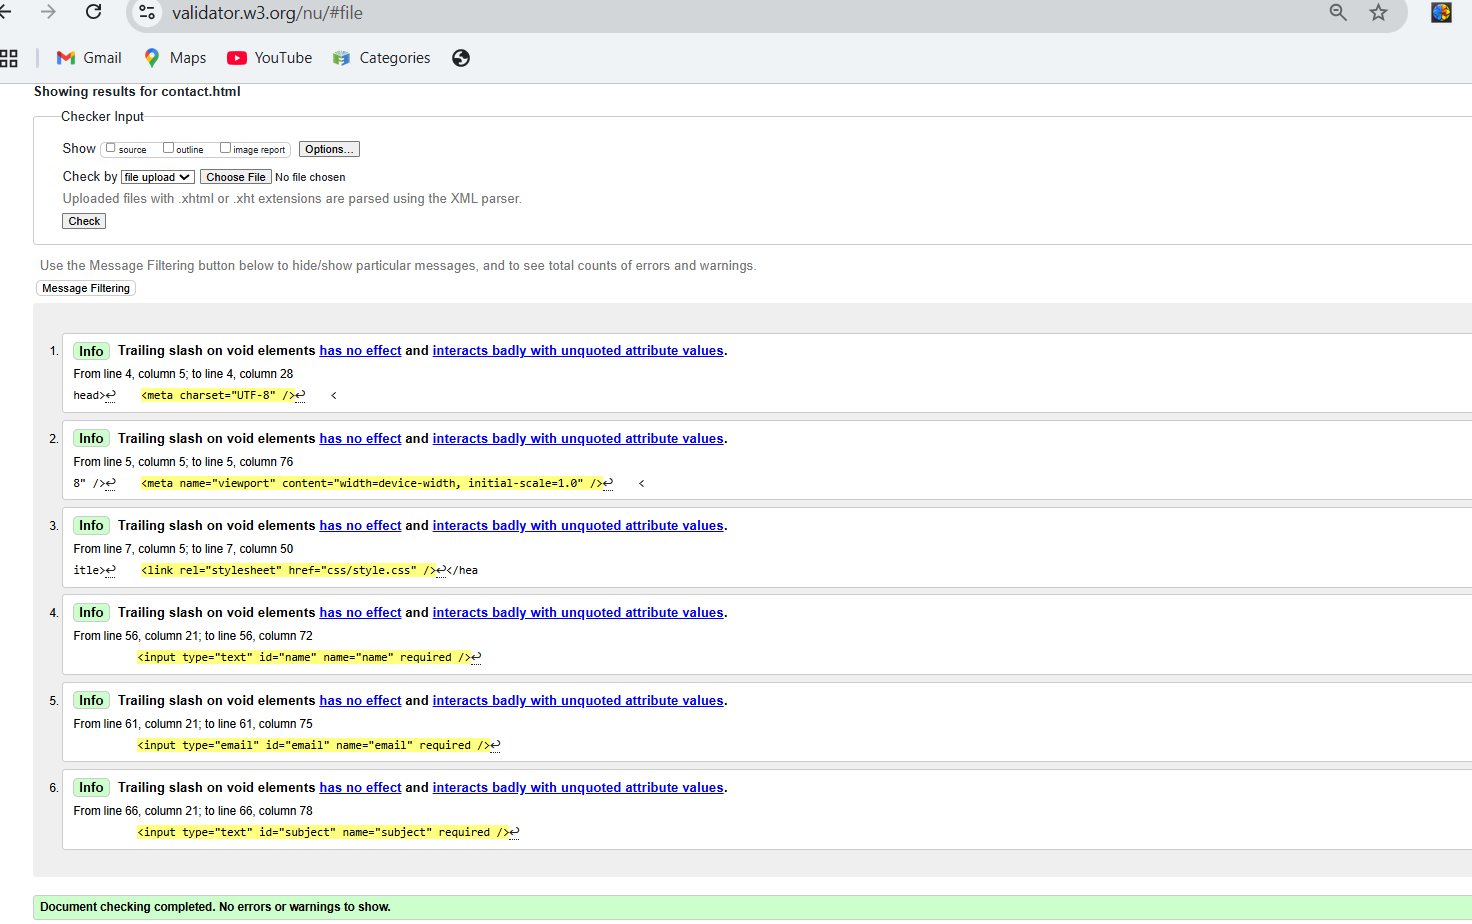 validator.w3.org/nu/#file
Gmail Maps YouTube Categories
Showing results for contact.html
Checker Input
Show source outline image report Options...
Check by file upload Choose File No file chosen
Uploaded files with .xhtml or .xht extensions are parsed using the XML parser.
Check
Use the Message Filtering button below to hide/show particular messages, and to see total counts of errors and warnings.
Message Filtering
1. Info Trailing slash on void elements has no effect and interacts badly with unquoted attribute values.
From line 4, column 5; to line 4, column 28
head>↩ <meta charset="UTF-8" />↩ <
2. Info Trailing slash on void elements has no effect and interacts badly with unquoted attribute values.
From line 5, column 5; to line 5, column 76
8" />↩ <meta name="viewport" content="width=device-width, initial-scale=1.0" />↩ <
3. Info Trailing slash on void elements has no effect and interacts badly with unquoted attribute values.
From line 7, column 5; to line 7, column 50
itle>↩ <link rel="stylesheet" href="css/style.css" />↩</hea
4. Info Trailing slash on void elements has no effect and interacts badly with unquoted attribute values.
From line 56, column 21; to line 56, column 72
<input type="text" id="name" name="name" required />↩
5. Info Trailing slash on void elements has no effect and interacts badly with unquoted attribute values.
From line 61, column 21; to line 61, column 75
<input type="email" id="email" name="email" required />↩
6. Info Trailing slash on void elements has no effect and interacts badly with unquoted attribute values.
From line 66, column 21; to line 66, column 78
<input type="text" id="subject" name="subject" required />↩
Document checking completed. No errors or warnings to show.